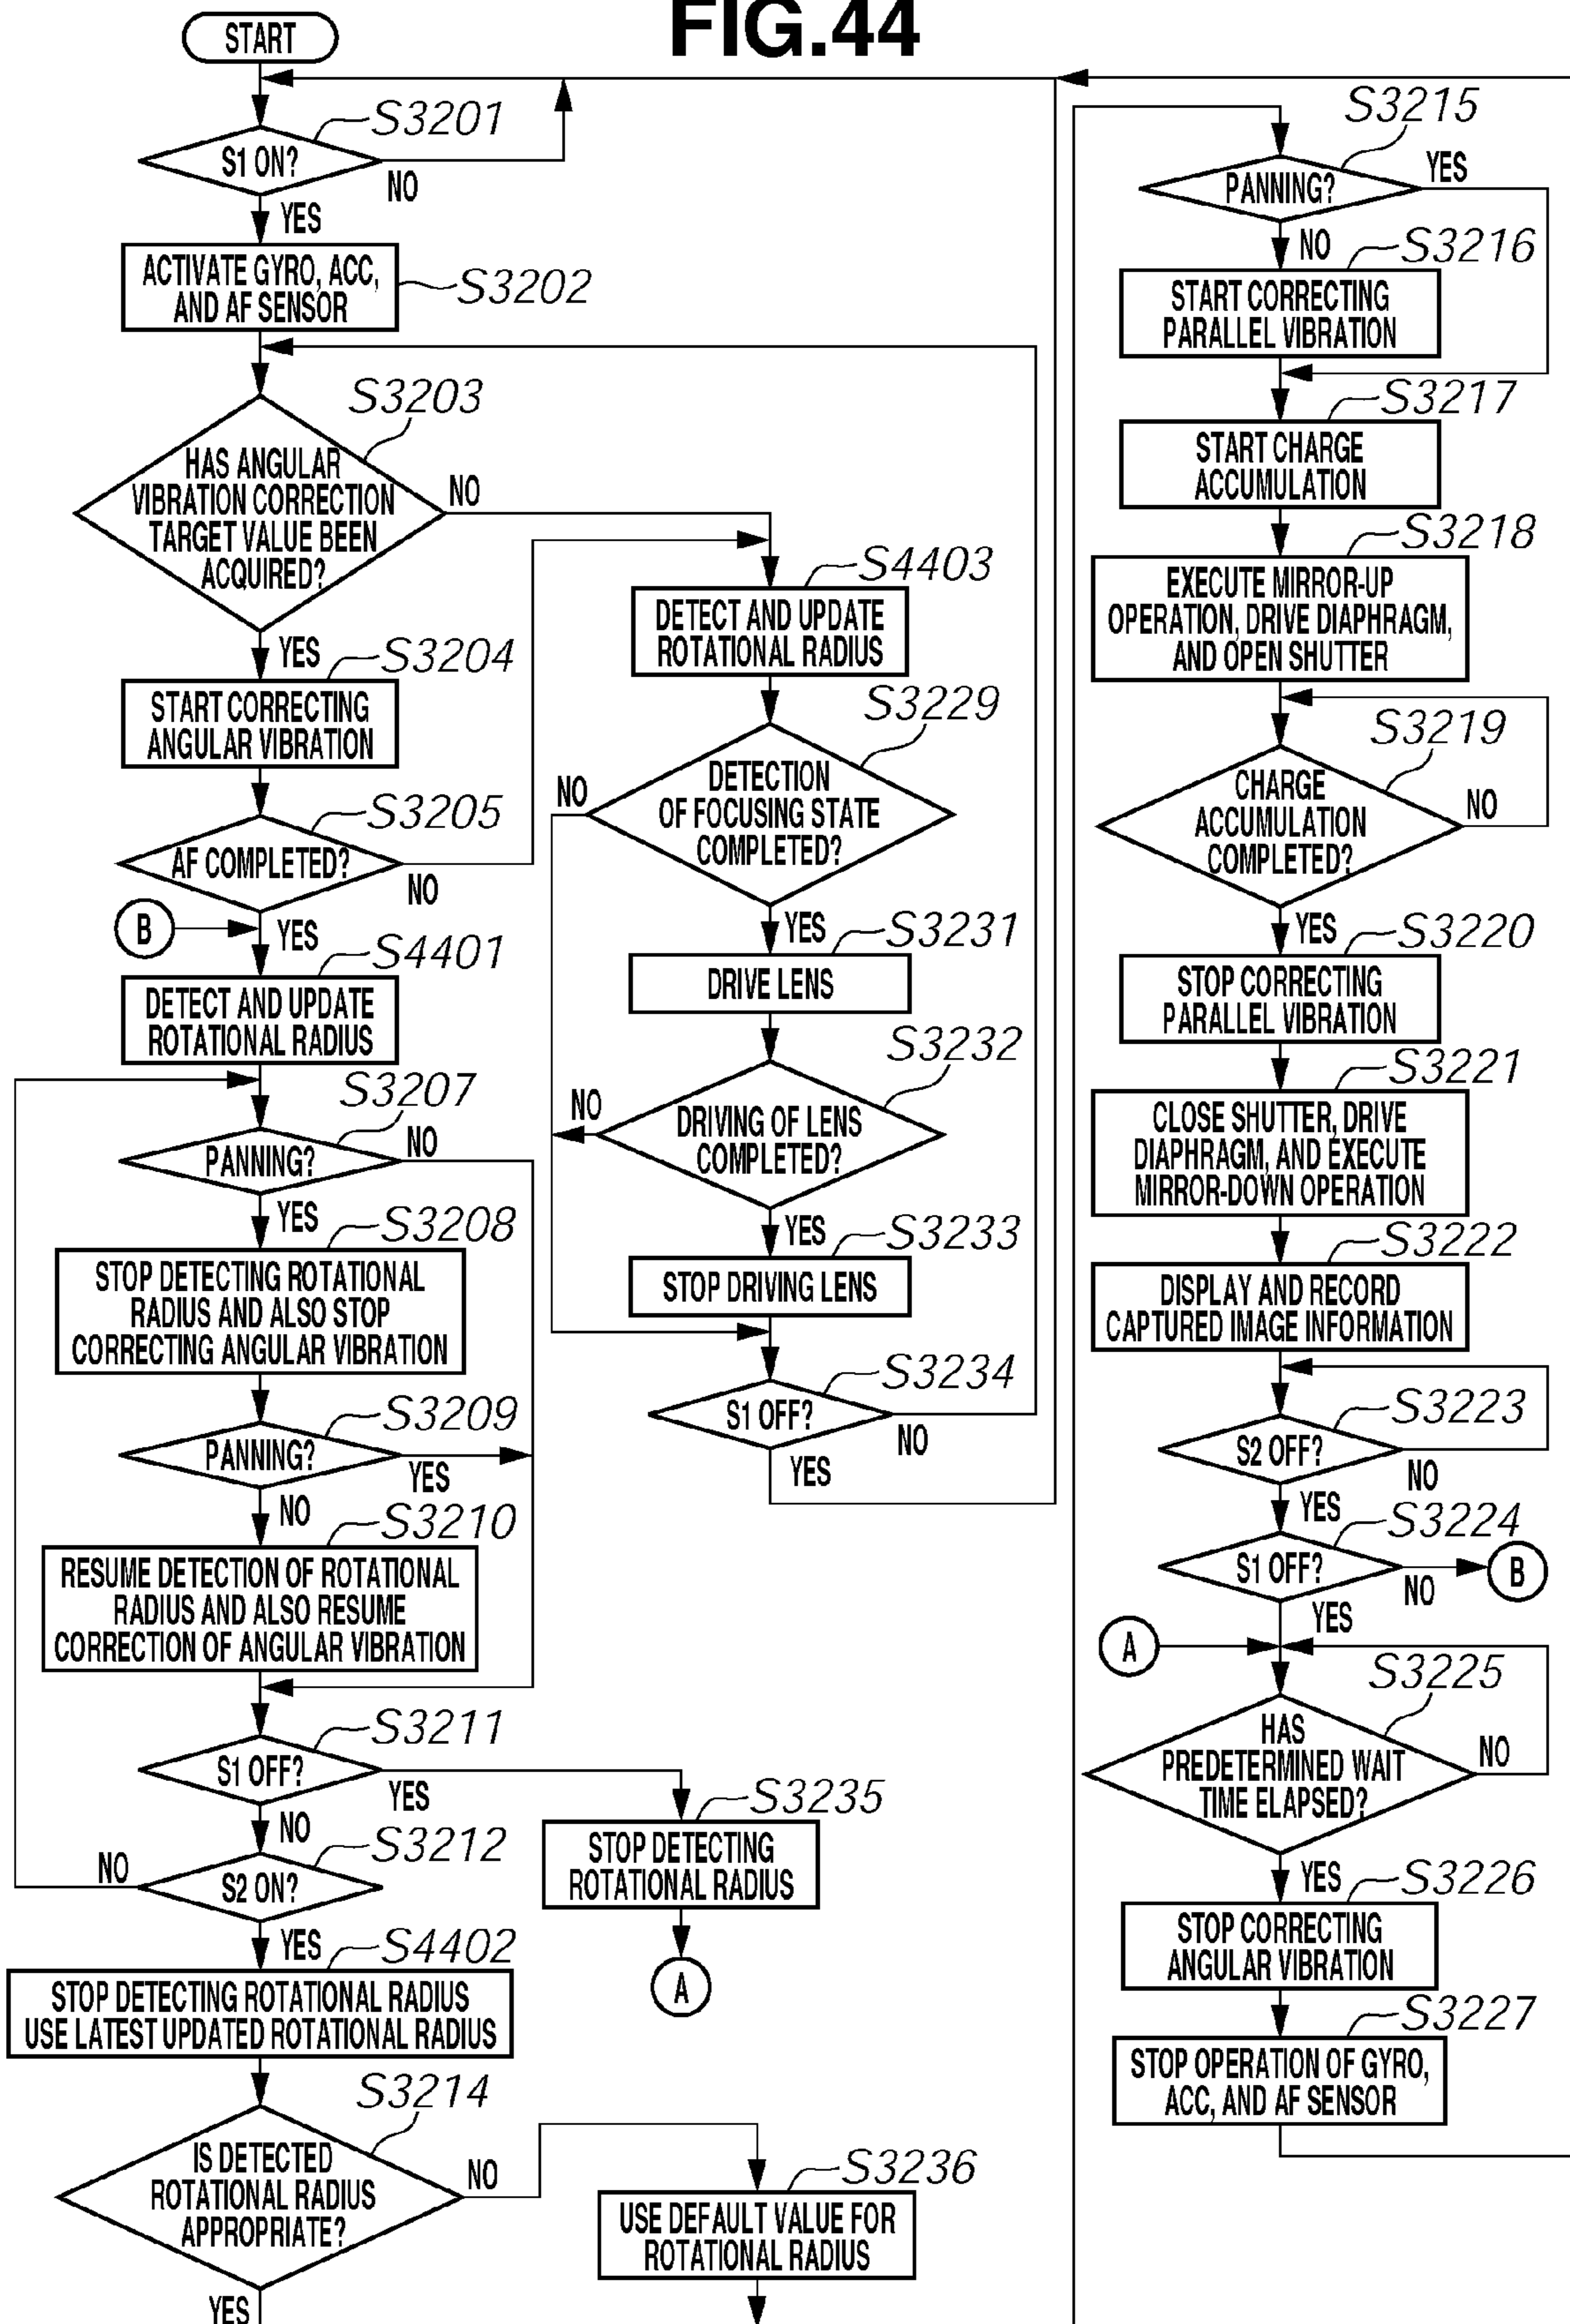 FIG.44
START
S3201
S1 ON?
NO
YES
ACTIVATE GYRO, ACC,
AND AF SENSOR
S3202
S3203
HAS ANGULAR
VIBRATION CORRECTION
TARGET VALUE BEEN
ACQUIRED?
NO
YES
S3204
START CORRECTING
ANGULAR VIBRATION
S3205
AF COMPLETED?
NO
B
YES
S4401
DETECT AND UPDATE
ROTATIONAL RADIUS
S3207
PANNING?
NO
YES
S3208
STOP DETECTING ROTATIONAL
RADIUS AND ALSO STOP
CORRECTING ANGULAR VIBRATION
S3209
PANNING?
YES
NO
S3210
RESUME DETECTION OF ROTATIONAL
RADIUS AND ALSO RESUME
CORRECTION OF ANGULAR VIBRATION
S3211
S1 OFF?
YES
NO
S3212
NO
S2 ON?
YES
S4402
STOP DETECTING ROTATIONAL RADIUS
USE LATEST UPDATED ROTATIONAL RADIUS
S3214
IS DETECTED
ROTATIONAL RADIUS
APPROPRIATE?
NO
YES
S4403
DETECT AND UPDATE
ROTATIONAL RADIUS
S3229
NO
DETECTION
OF FOCUSING STATE
COMPLETED?
YES
S3231
DRIVE LENS
S3232
NO
DRIVING OF LENS
COMPLETED?
YES
S3233
STOP DRIVING LENS
S3234
S1 OFF?
NO
YES
S3235
STOP DETECTING
ROTATIONAL RADIUS
A
S3236
USE DEFAULT VALUE FOR
ROTATIONAL RADIUS
S3215
PANNING?
YES
NO
S3216
START CORRECTING
PARALLEL VIBRATION
S3217
START CHARGE
ACCUMULATION
S3218
EXECUTE MIRROR-UP
OPERATION, DRIVE DIAPHRAGM,
AND OPEN SHUTTER
S3219
CHARGE
ACCUMULATION
COMPLETED?
NO
YES
S3220
STOP CORRECTING
PARALLEL VIBRATION
S3221
CLOSE SHUTTER, DRIVE
DIAPHRAGM, AND EXECUTE
MIRROR-DOWN OPERATION
S3222
DISPLAY AND RECORD
CAPTURED IMAGE INFORMATION
S3223
S2 OFF?
NO
YES
S3224
S1 OFF?
NO
B
YES
A
S3225
HAS
PREDETERMINED WAIT
TIME ELAPSED?
NO
YES
S3226
STOP CORRECTING
ANGULAR VIBRATION
S3227
STOP OPERATION OF GYRO,
ACC, AND AF SENSOR